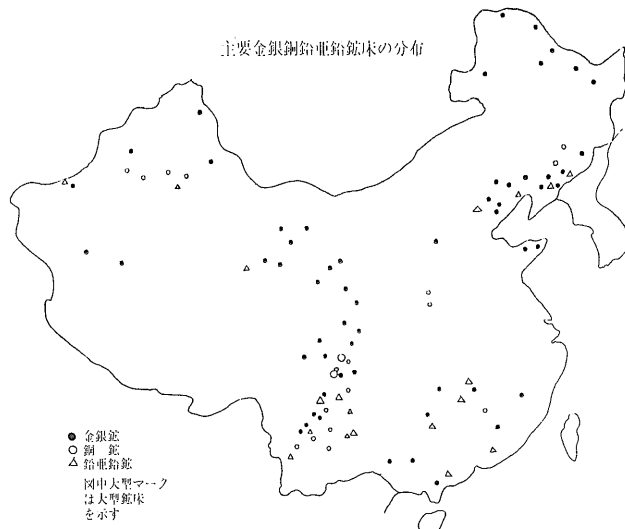 主要金銀銅鉛亜鉛鉱床の分布
金銀鉱
銅　鉱
鉛亜鉛鉱
図中大型マーク
は大型鉱床
を示す